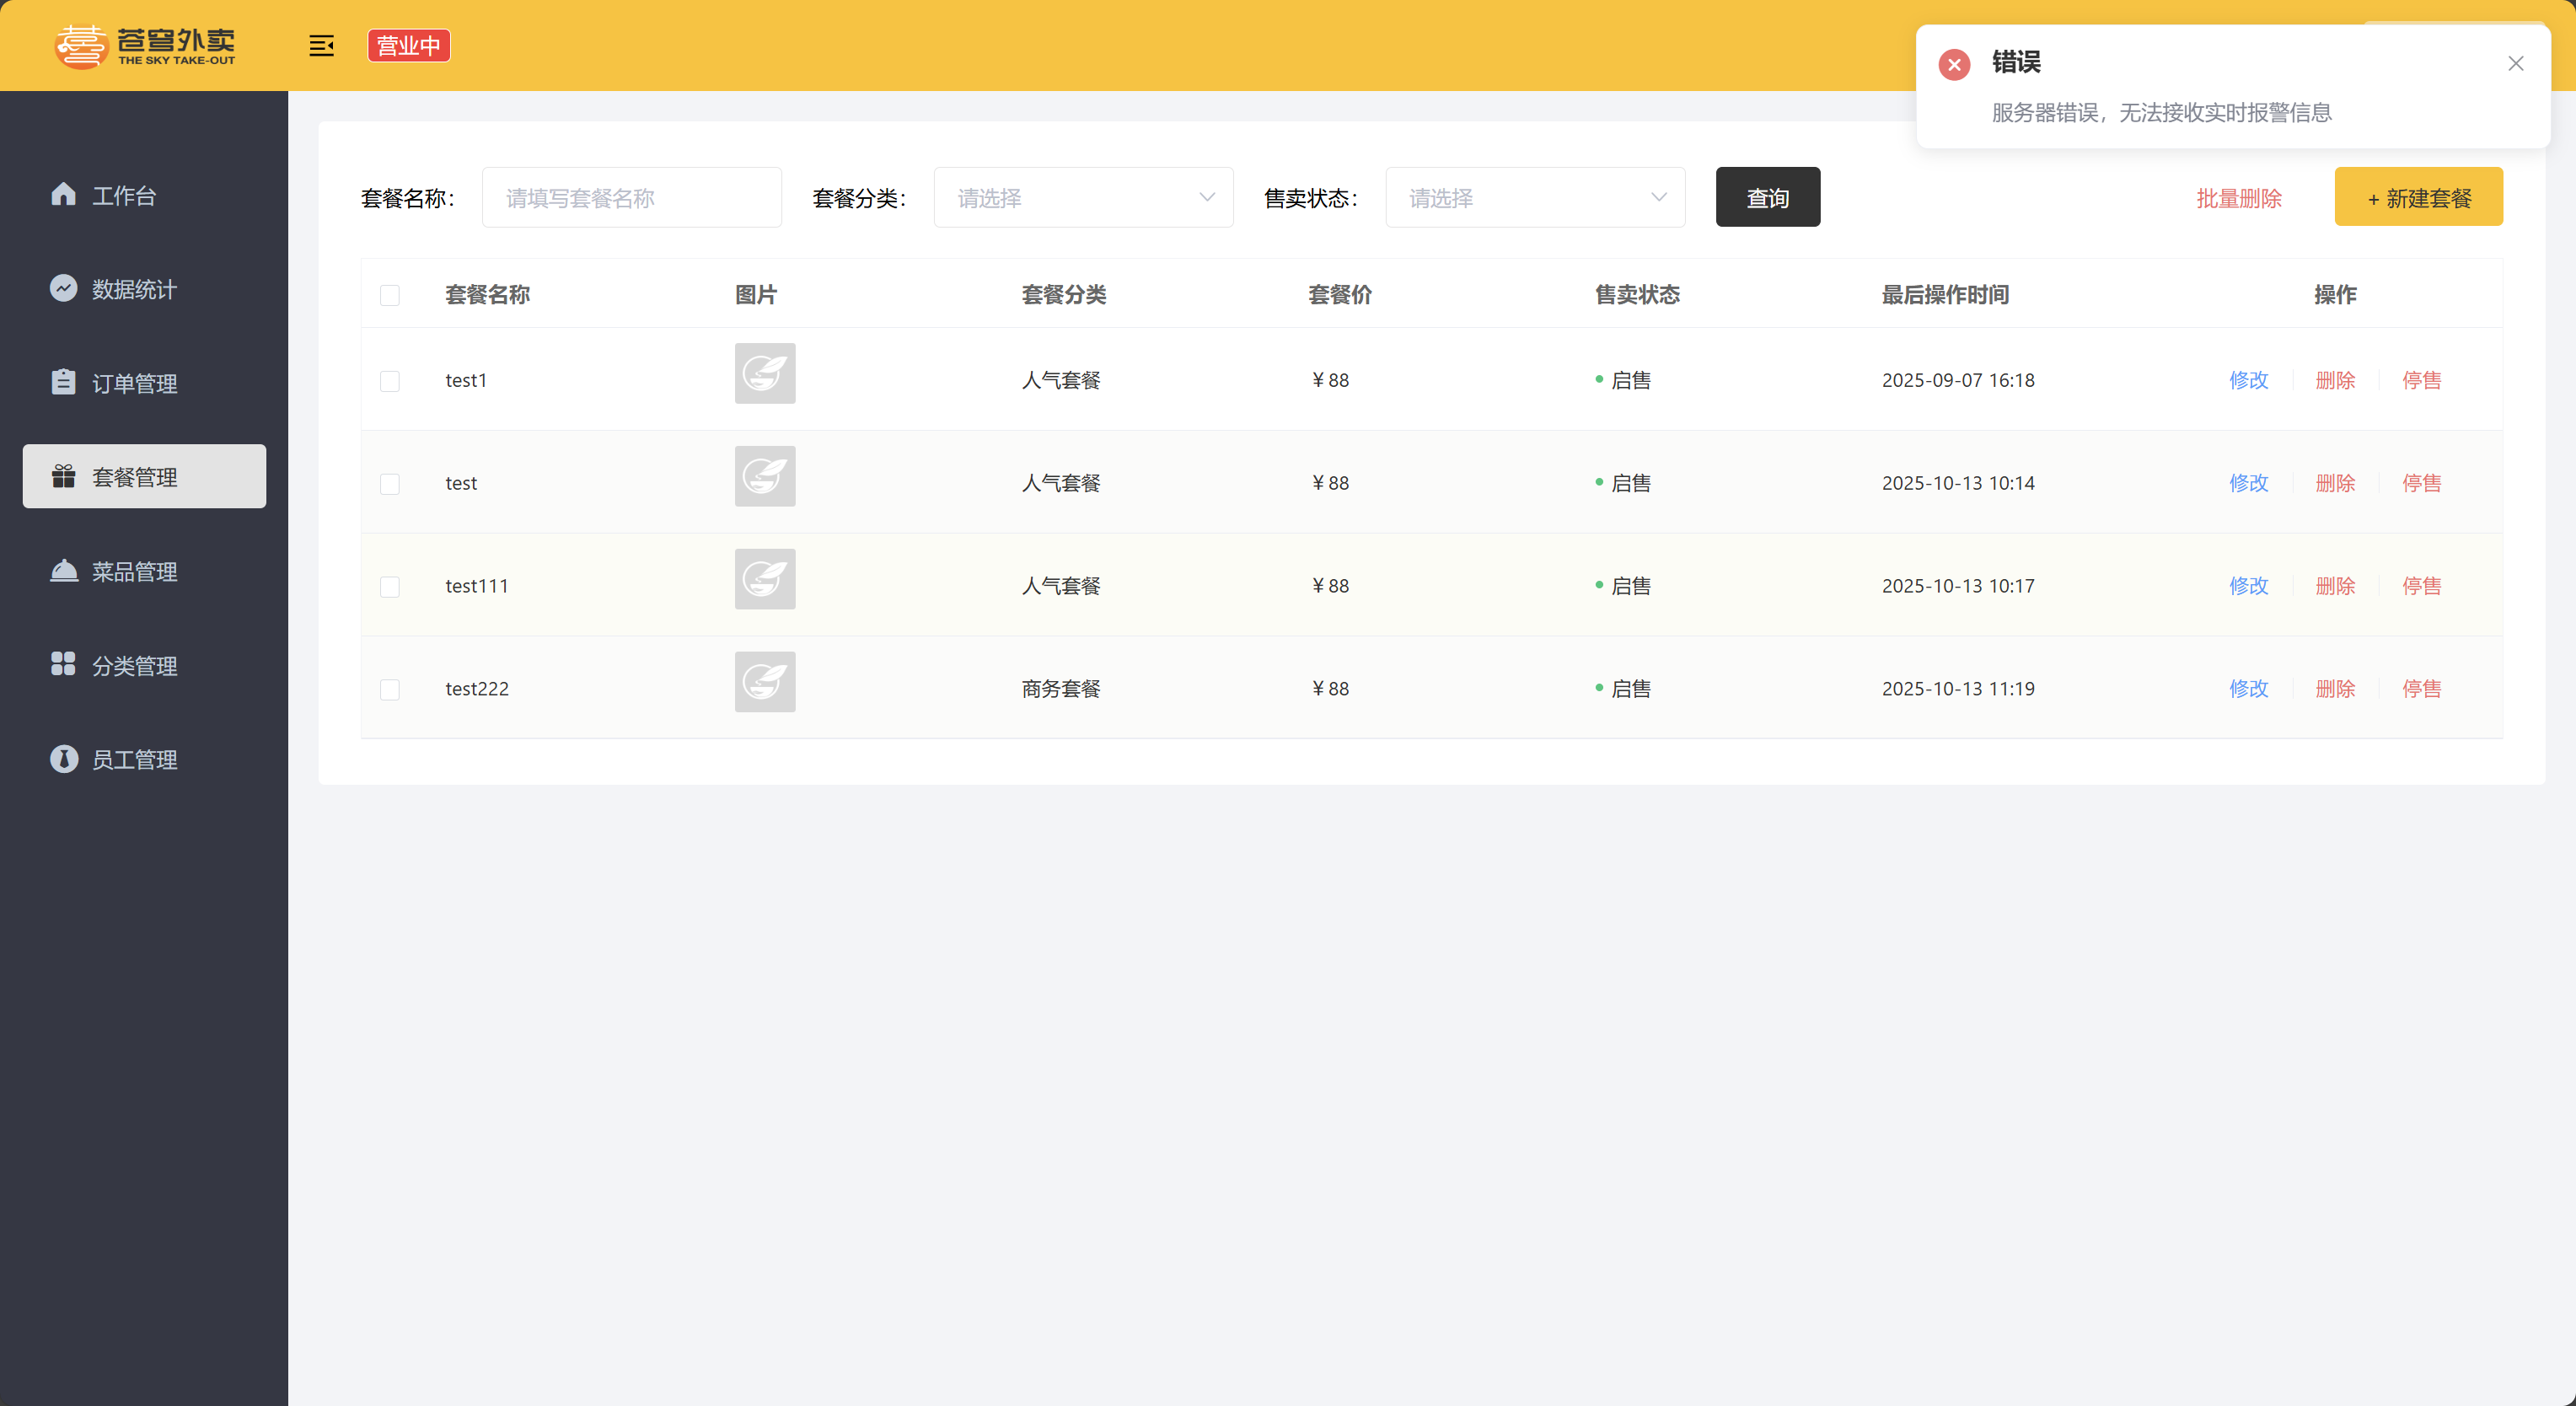 苍穹外卖
THE SKY TAKE-OUT
营业中
错误
服务器错误，无法接收实时报警信息
工作台
数据统计
订单管理
套餐管理
菜品管理
分类管理
员工管理
套餐名称： 请填写套餐名称 套餐分类： 请选择 售卖状态： 请选择 查询 批量删除 + 新建套餐
套餐名称 图片 套餐分类 套餐价 售卖状态 最后操作时间 操作
test1 人气套餐 ￥88 启售 2025-09-07 16:18 修改 删除 停售
test 人气套餐 ￥88 启售 2025-10-13 10:14 修改 删除 停售
test111 人气套餐 ￥88 启售 2025-10-13 10:17 修改 删除 停售
test222 商务套餐 ￥88 启售 2025-10-13 11:19 修改 删除 停售